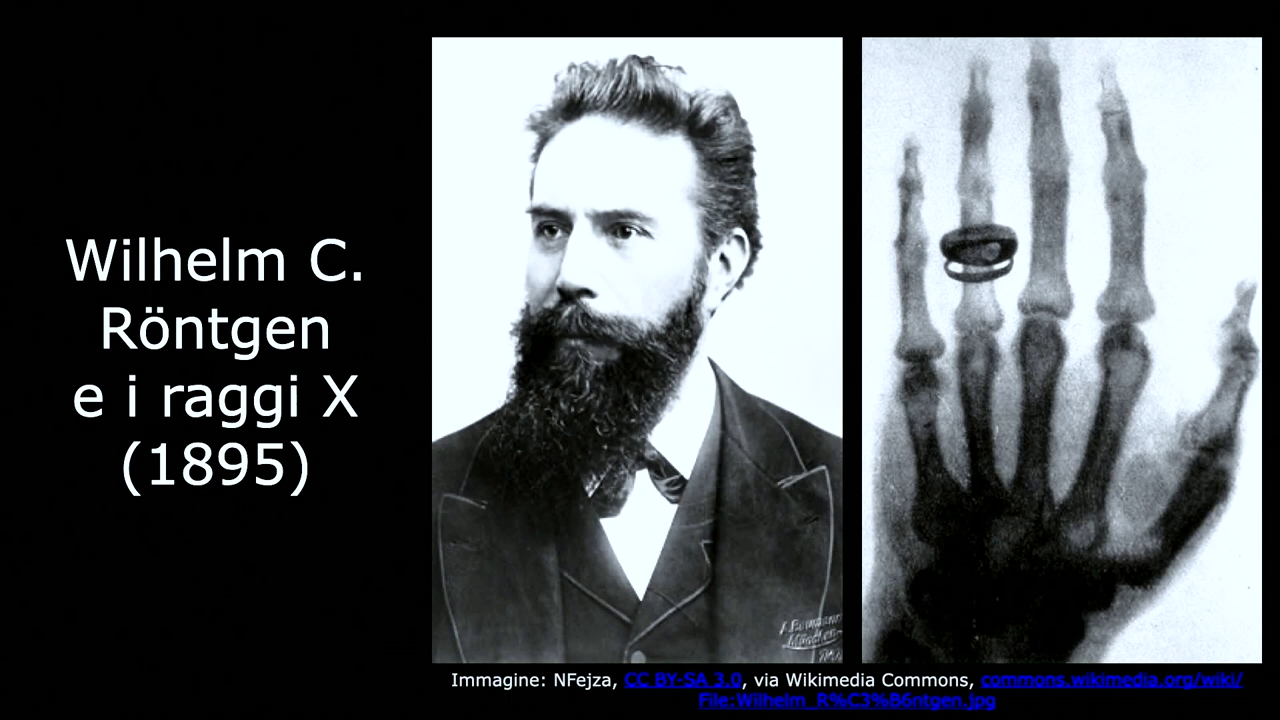 Wilhelm C.
Röntgen
e i raggi X
(1895)
Immagine: NFejza, CC BY-SA 3.0, via Wikimedia Commons, commons.wikimedia.org/wiki/
File:Wilhelm_R%C3%B6ntgen.jpg